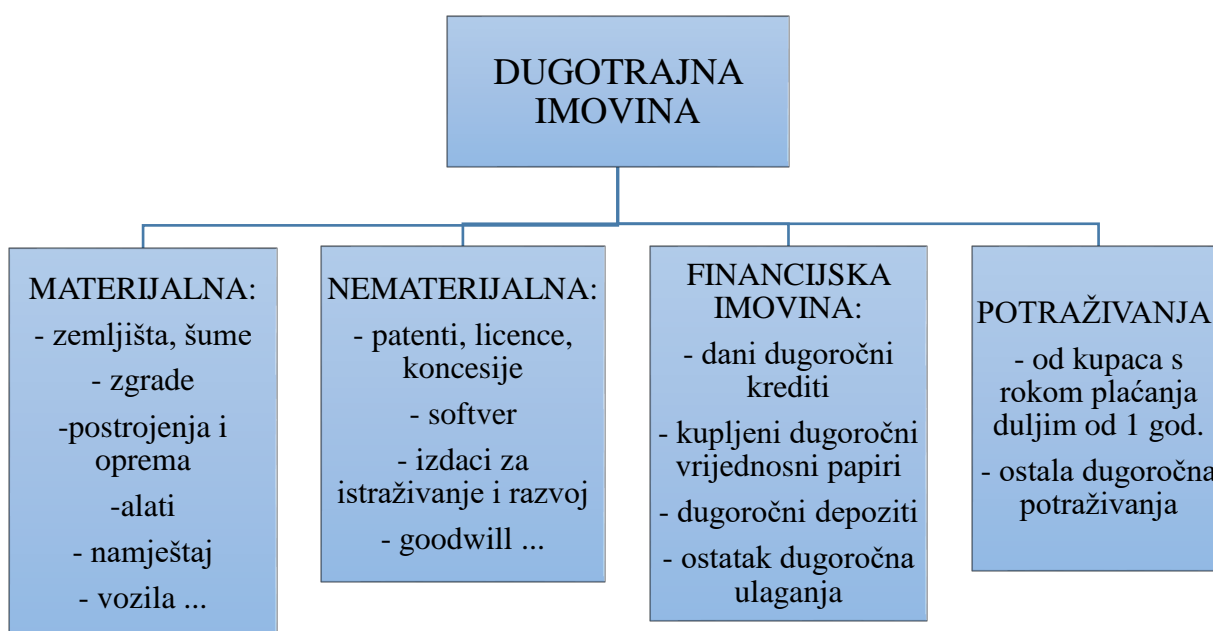 DUGOTRAJNA
IMOVINA
MATERIJALNA:
- zemljišta, šume
- zgrade
-postrojenja i
oprema
-alati
- namještaj
- vozila ...
NEMATERIJALNA:
- patenti, licence,
koncesije
- softver
- izdaci za
istraživanje i razvoj
- goodwill ...
FINANCIJSKA
IMOVINA:
- dani dugoročni
krediti
- kupljeni dugoročni
vrijednosni papiri
- dugoročni depoziti
- ostatak dugoročna
ulaganja
POTRAŽIVANJA
- od kupaca s
rokom plaćanja
duljim od 1 god.
- ostala dugoročna
potraživanja